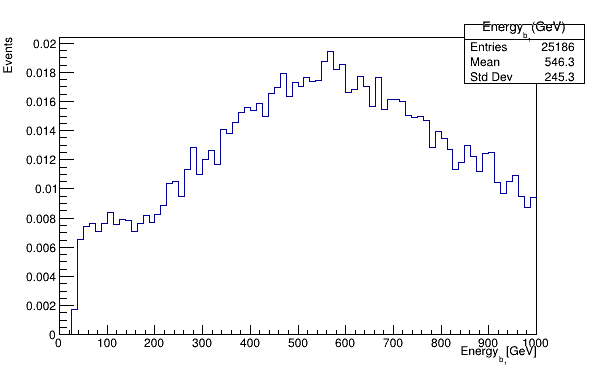 Energy_b_1(GeV)
Entries 25186
Mean 546.3
Std Dev 245.3
Events
0.02
0.018
0.016
0.014
0.012
0.01
0.008
0.006
0.004
0.002
0
0 100 200 300 400 500 600 700 800 900 1000
Energy_b_1[GeV]